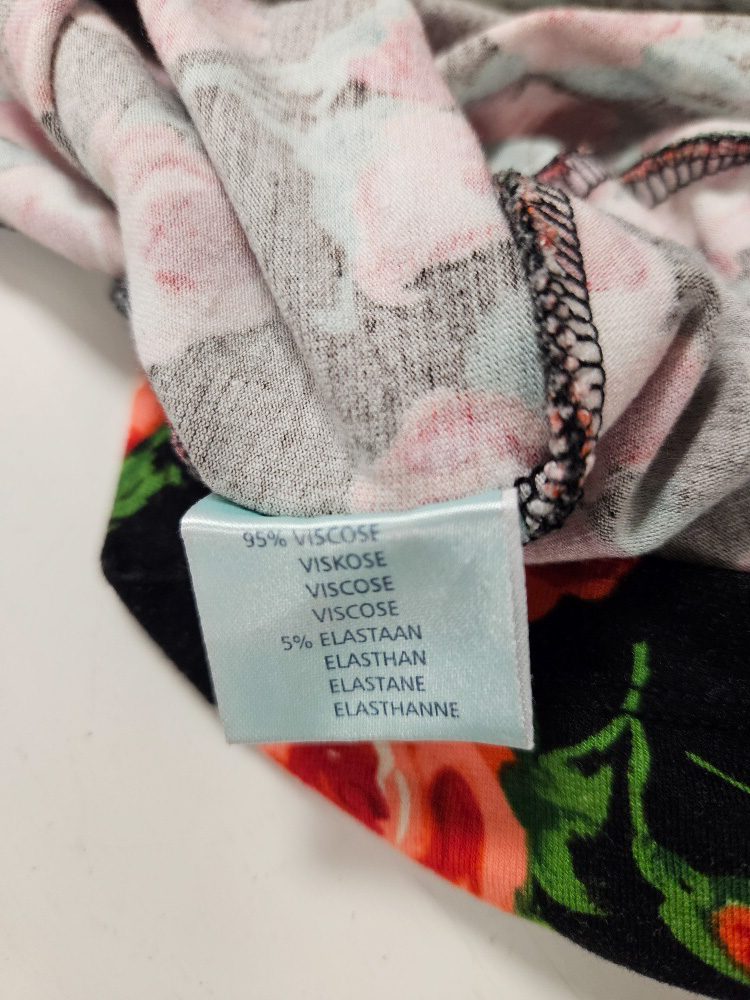 95% VISCOSE
VISKOSE
VISCOSE
VISCOSE
5% ELASTAAN
ELASTHAN
ELASTANE
ELASTHANNE